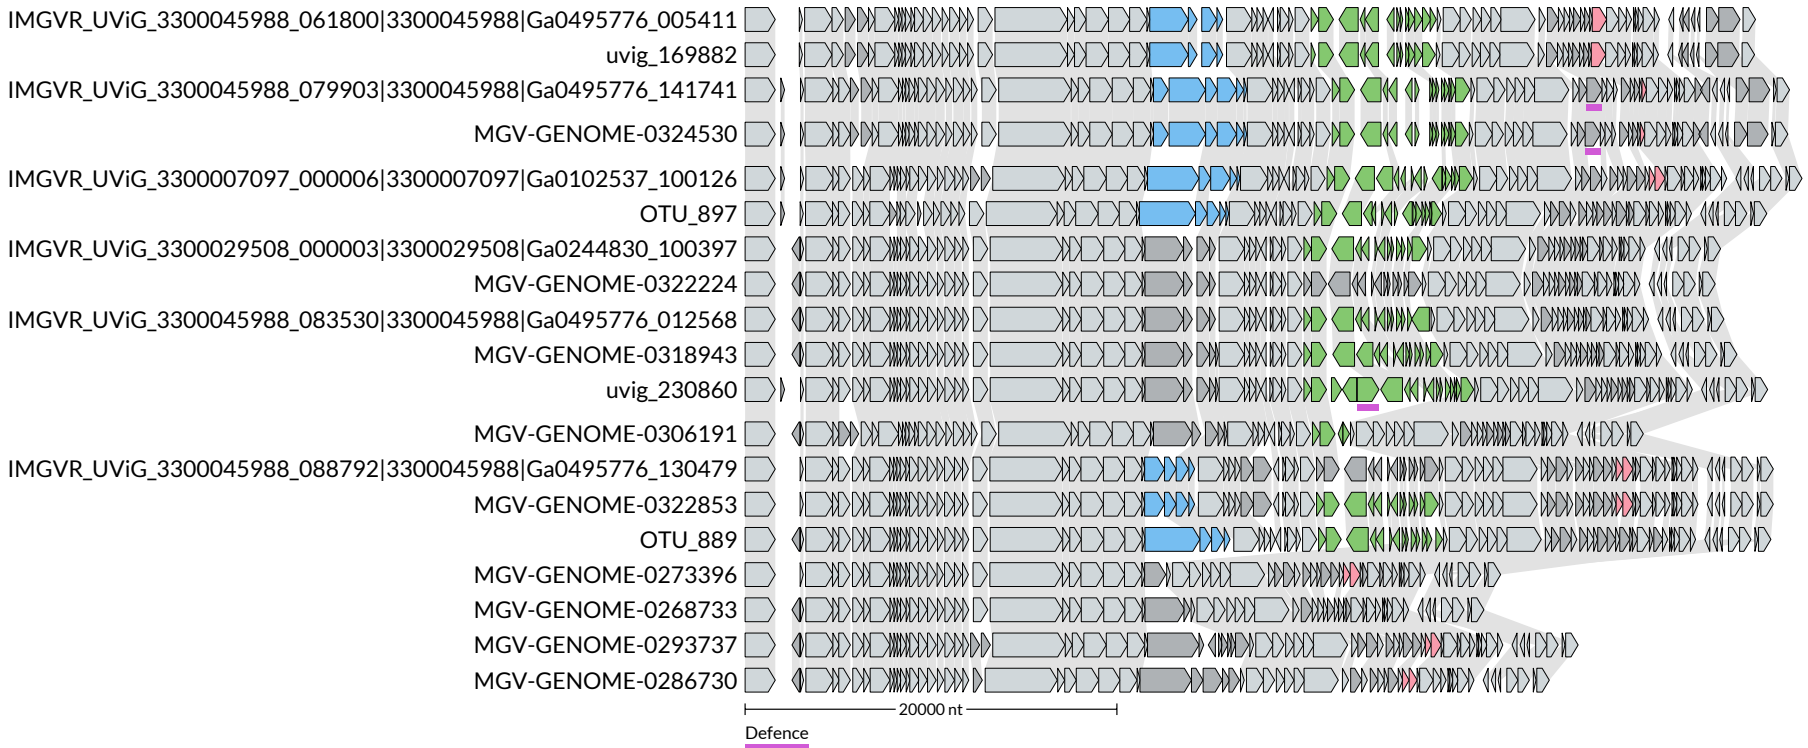 IMGVR_UViG_3300045988_061800|3300045988|Ga0495776_005411
uvig_169882
IMGVR_UViG_3300045988_079903|3300045988|Ga0495776_141741
MGV-GENOME-0324530
IMGVR_UViG_3300007097_000006|3300007097|Ga0102537_100126
OTU_897
IMGVR_UViG_3300029508_000003|3300029508|Ga0244830_100397
MGV-GENOME-0322224
IMGVR_UViG_3300045988_083530|3300045988|Ga0495776_012568
MGV-GENOME-0318943
uvig_230860
MGV-GENOME-0306191
IMGVR_UViG_3300045988_088792|3300045988|Ga0495776_130479
MGV-GENOME-0322853
OTU_889
MGV-GENOME-0273396
MGV-GENOME-0268733
MGV-GENOME-0293737
MGV-GENOME-0286730
20000 nt
Defence